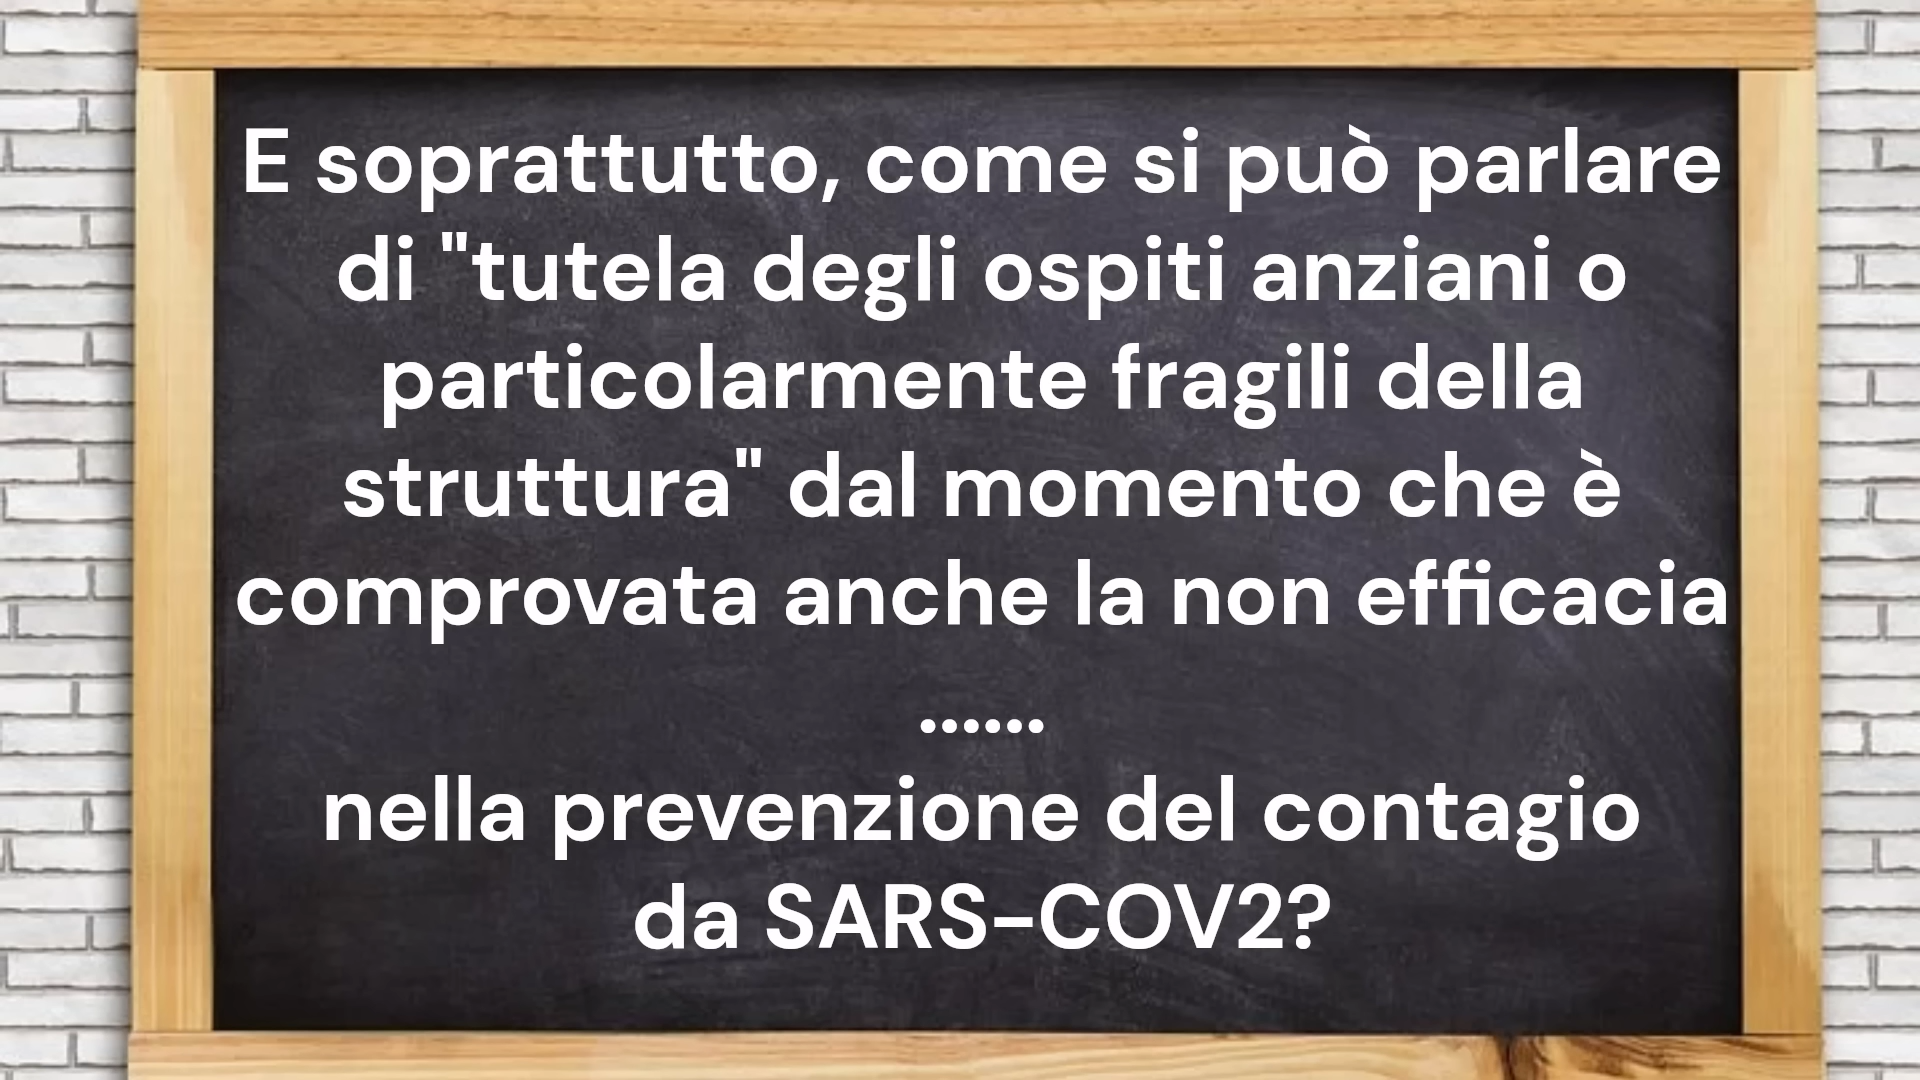 E soprattutto, come si può parlare
di "tutela degli ospiti anziani o
particolarmente fragili della
struttura" dal momento che è
comprovata anche la non efficacia
......
nella prevenzione del contagio
da SARS-COV2?